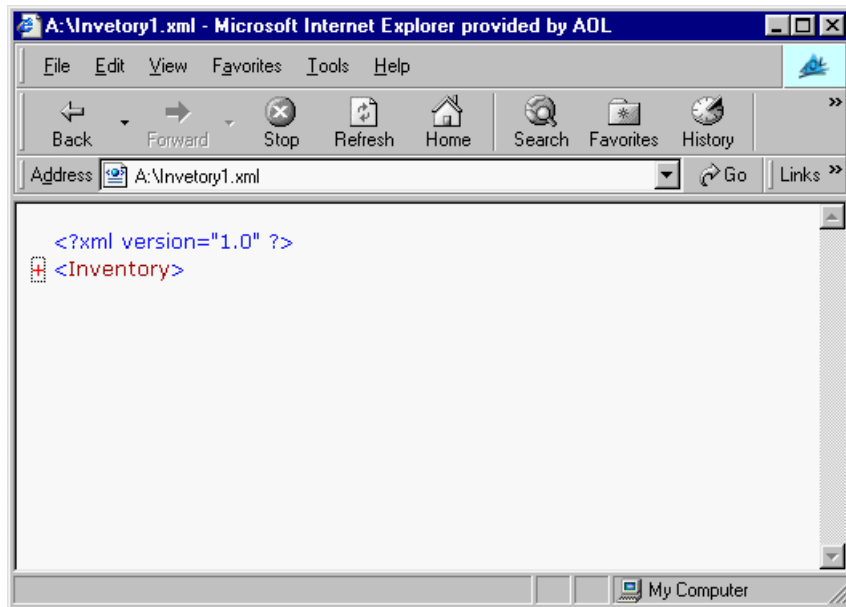 A:\Invetory1.xml - Microsoft Internet Explorer provided by AOL
File Edit View Favorites Tools Help
Back Forward Stop Refresh Home Search Favorites History »
Address A:\Invetory1.xml Go Links »
<?xml version="1.0" ?>
+ <Inventory>
My Computer